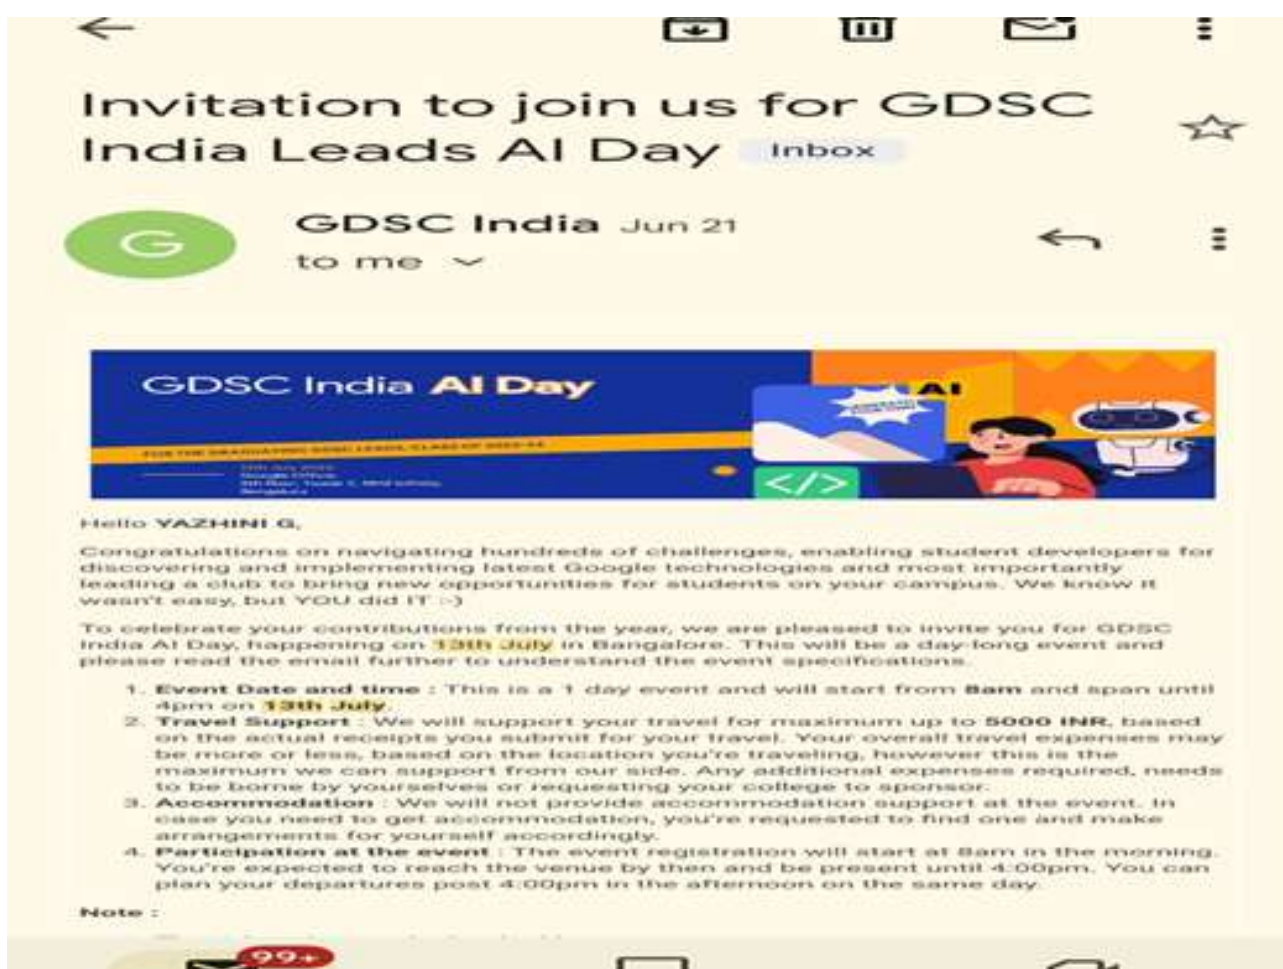 Invitation to join us for GDSC
India Leads AI Day Inbox
GDSC India Jun 21
to me
G
GDSC India AI Day
AI
FOR THE GRADUATING GDSC LEADS, CLASS OF
Google Office
Bengaluru
</>
Hello YAZHINI G,
Congratulations on navigating hundreds of challenges, enabling student developers for
discovering and implementing latest Google technologies and most importantly
leading a club to bring new opportunities for students on your campus. We know it
wasn't easy, but YOU did IT :-)
To celebrate your contributions from the year, we are pleased to invite you for GDSC
India AI Day, happening on 13th July in Bangalore. This will be a day-long event and
please read the email further to understand the event specifications.
1. Event Date and time : This is a 1 day event and will start from 8am and span until
4pm on 13th July.
2. Travel Support : We will support your travel for maximum up to 5000 INR, based
on the actual receipts you submit for your travel. Your overall travel expenses may
be more or less, based on the location you're traveling, however this is the
maximum we can support from our side. Any additional expenses required, needs
to be borne by yourselves or requesting your college to sponsor.
3. Accommodation : We will not provide accommodation support at the event. In
case you need to get accommodation, you're requested to find one and make
arrangements for yourself accordingly.
4. Participation at the event : The event registration will start at 8am in the morning.
You're expected to reach the venue by then and be present until 4:00pm. You can
plan your departures post 4:00pm in the afternoon on the same day.
Note :
99+